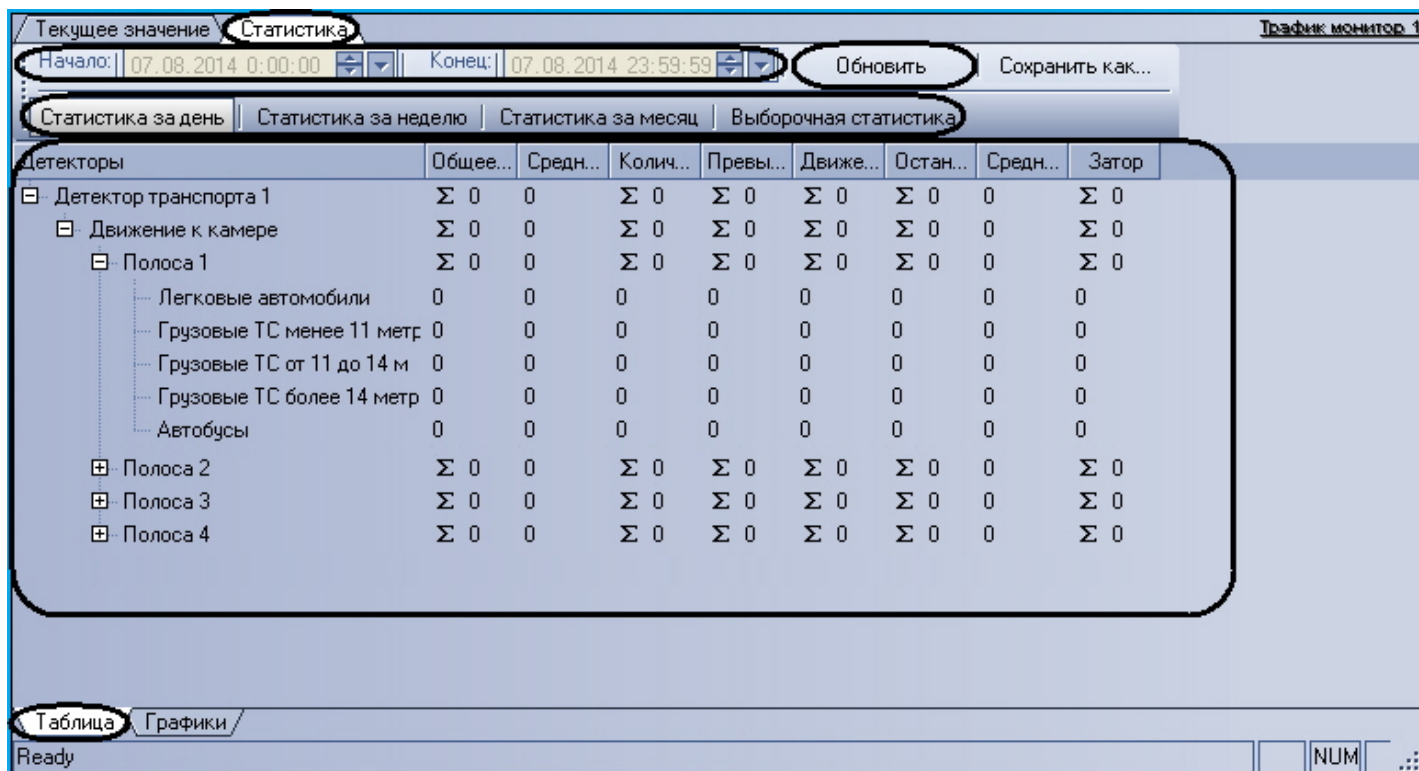 Текущее значение Статистика Трафик монитор 1
Начало: 07.08.2014 0:00:00 Конец: 07.08.2014 23:59:59 Обновить Сохранить как...
Статистика за день Статистика за неделю Статистика за месяц Выборочная статистика
Детекторы Общее... Средн... Колич... Превы... Движе... Остан... Средн... Затор
Детектор транспорта 1 Σ 0 0 Σ 0 Σ 0 Σ 0 Σ 0 0 Σ 0
Движение к камере Σ 0 0 Σ 0 Σ 0 Σ 0 Σ 0 0 Σ 0
Полоса 1 Σ 0 0 Σ 0 Σ 0 Σ 0 Σ 0 0 Σ 0
Легковые автомобили 0 0 0 0 0 0 0 0
Грузовые ТС менее 11 метр 0 0 0 0 0 0 0 0
Грузовые ТС от 11 до 14 м 0 0 0 0 0 0 0 0
Грузовые ТС более 14 метр 0 0 0 0 0 0 0 0
Автобусы 0 0 0 0 0 0 0 0
Полоса 2 Σ 0 0 Σ 0 Σ 0 Σ 0 Σ 0 0 Σ 0
Полоса 3 Σ 0 0 Σ 0 Σ 0 Σ 0 Σ 0 0 Σ 0
Полоса 4 Σ 0 0 Σ 0 Σ 0 Σ 0 Σ 0 0 Σ 0
Таблица Графики
Ready NUM